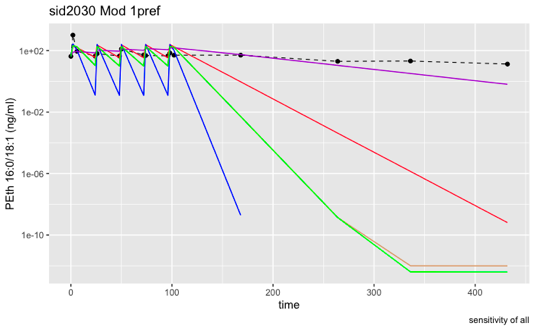 sid2030 Mod 1pref
PEth 16:0/18:1 (ng/ml)
1e+02
1e-02
1e-06
1e-10
0
100
200
300
400
time
sensitivity of all